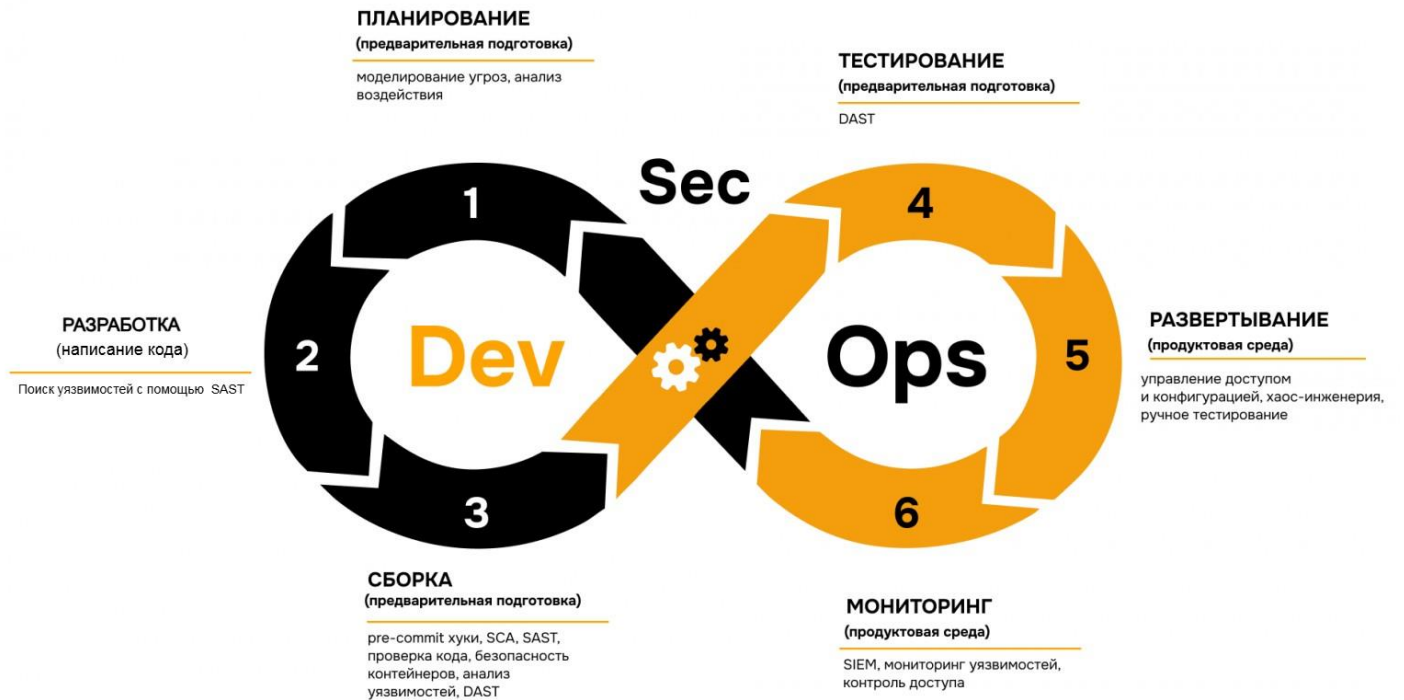 ПЛАНИРОВАНИЕ
(предварительная подготовка)
моделирование угроз, анализ
воздействия
ТЕСТИРОВАНИЕ
(предварительная подготовка)
DAST
Sec
1
4
РАЗРАБОТКА
(написание кода)
Поиск уязвимостей с помощью SAST
2
Dev
Ops
5
РАЗВЕРТЫВАНИЕ
(продуктовая среда)
управление доступом
и конфигурацией, хаос-инженерия,
ручное тестирование
3
6
СБОРКА
(предварительная подготовка)
pre-commit хуки, SCA, SAST,
проверка кода, безопасность
контейнеров, анализ
уязвимостей, DAST
МОНИТОРИНГ
(продуктовая среда)
SIEM, мониторинг уязвимостей,
контроль доступа